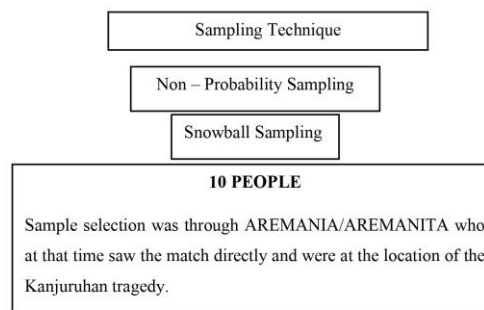 Sampling Technique
Non – Probability Sampling
Snowball Sampling
10 PEOPLE
Sample selection was through AREMANIA/AREMANITA who
at that time saw the match directly and were at the location of the
Kanjuruhan tragedy.